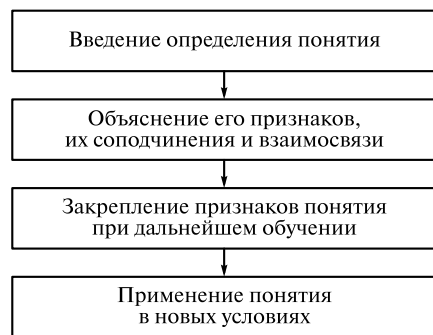 Введение определения понятия
Объяснение его признаков,
их соподчинения и взаимосвязи
Закрепление признаков понятия
при дальнейшем обучении
Применение понятия
в новых условиях